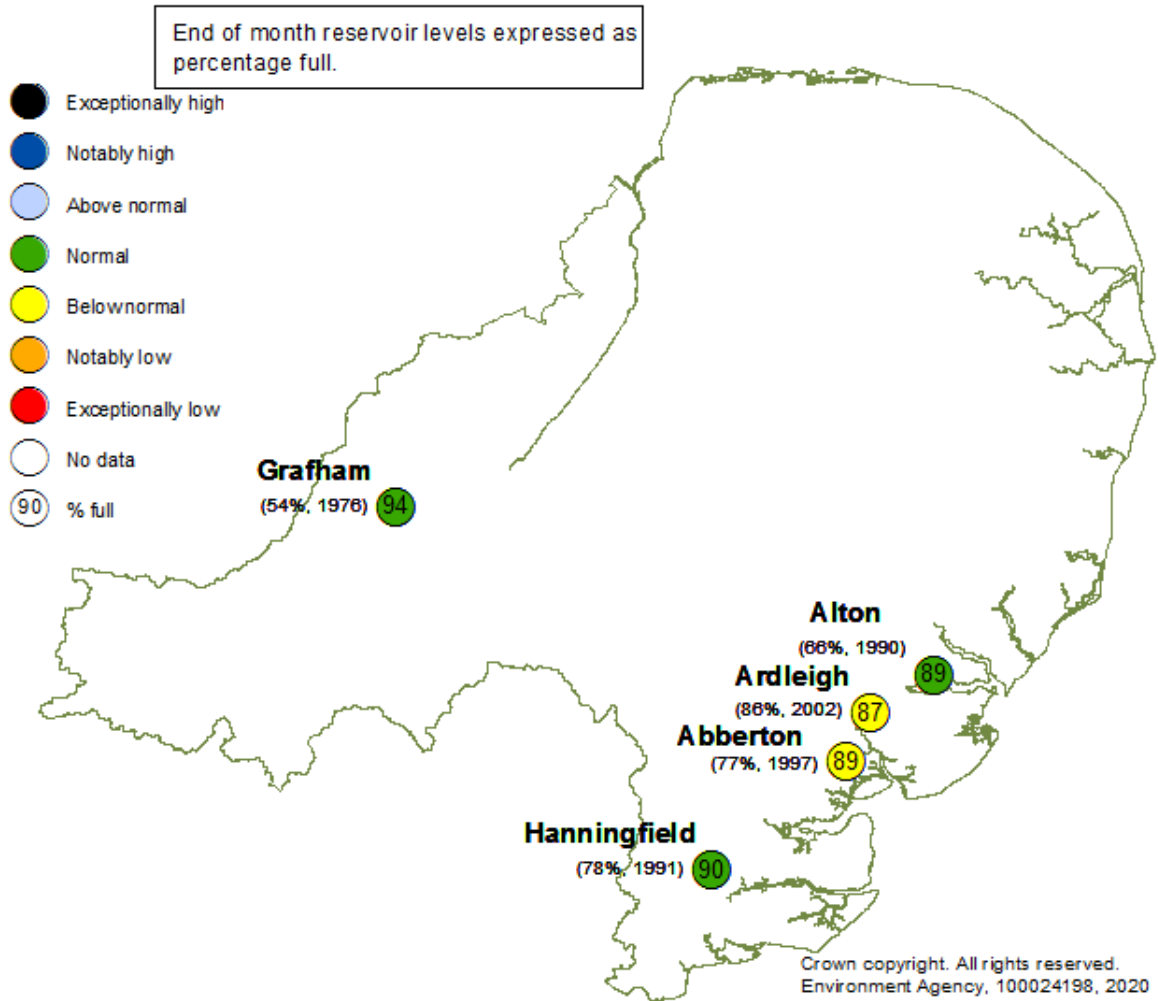 End of month reservoir levels expressed as
percentage full.
Exceptionally high
Notably high
Above normal
Normal
Below normal
Notably low
Exceptionally low
No data
90 % full
Grafham
(54%, 1976) 94
Alton
(66%, 1990)
89
Ardleigh
(86%, 2002) 87
Abberton
(77%, 1997) 89
Hanningfield
(78%, 1991) 90
Crown copyright. All rights reserved.
Environment Agency, 100024198, 2020